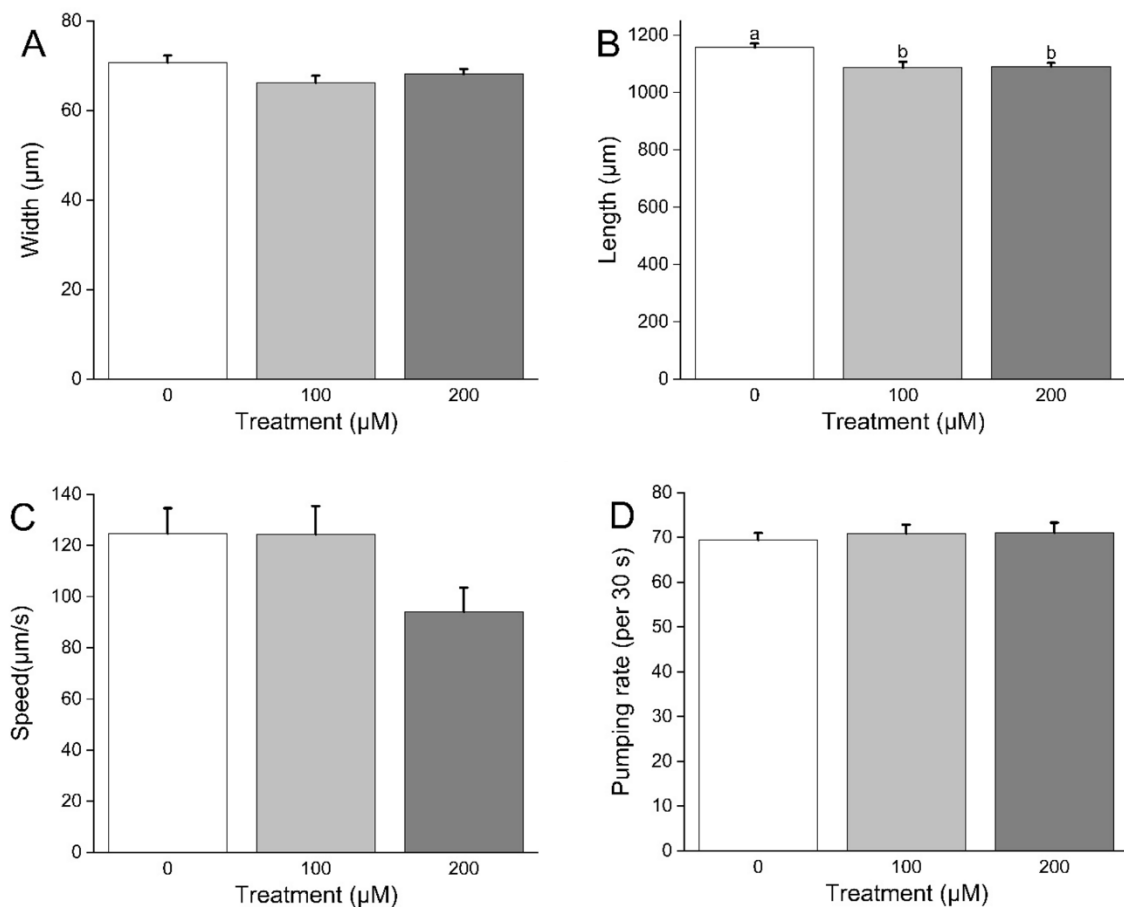 A
Width (µm)
80
60
40
20
0
0 100 200
Treatment (µM)
B
Length (µm)
1200
1000
800
600
400
200
0
a b b
0 100 200
Treatment (µM)
C
Speed(µm/s)
140
120
100
80
60
40
20
0
0 100 200
Treatment (µM)
D
Pumping rate (per 30 s)
80
70
60
50
40
30
20
10
0
0 100 200
Treatment (µM)